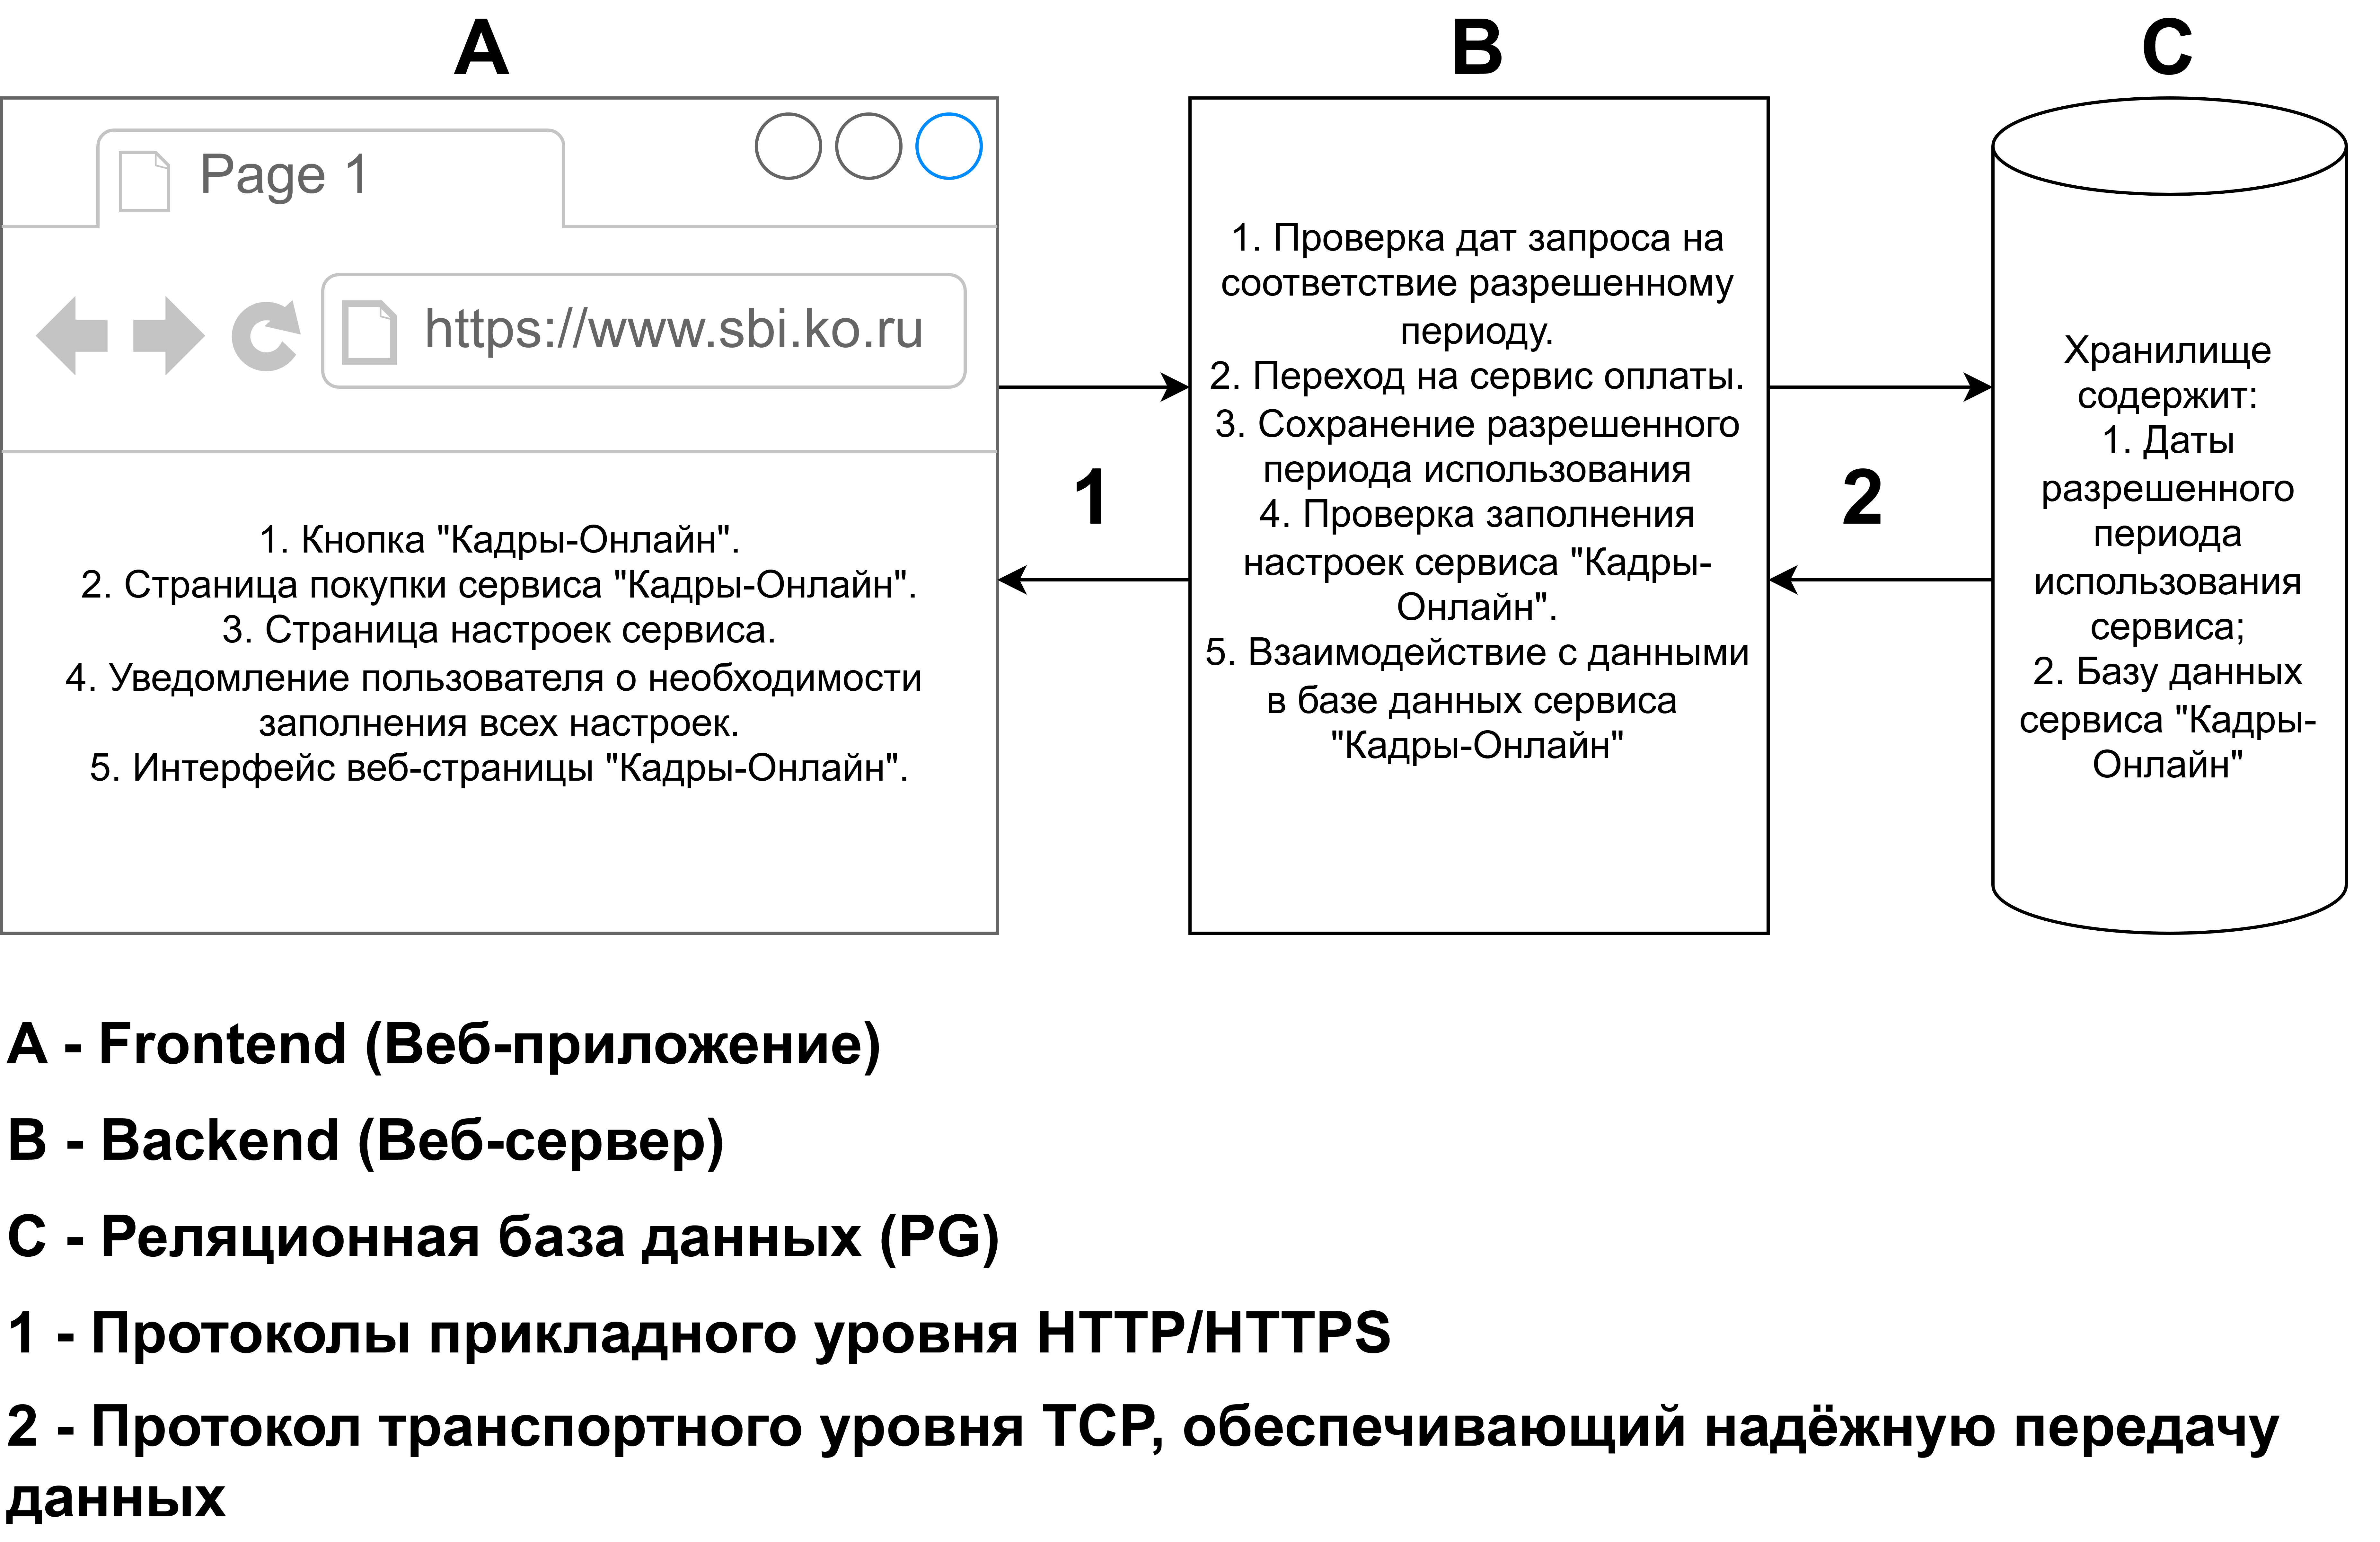 A
B
C
Page 1
https://www.sbi.ko.ru
1. Кнопка "Кадры-Онлайн".
2. Страница покупки сервиса "Кадры-Онлайн".
3. Страница настроек сервиса.
4. Уведомление пользователя о необходимости
заполнения всех настроек.
5. Интерфейс веб-страницы "Кадры-Онлайн".
1
1. Проверка дат запроса на
соответствие разрешенному
периоду.
2. Переход на сервис оплаты.
3. Сохранение разрешенного
периода использования
4. Проверка заполнения
настроек сервиса "Кадры-
Онлайн".
5. Взаимодействие с данными
в базе данных сервиса
"Кадры-Онлайн"
2
Хранилище
содержит:
1. Даты
разрешенного
периода
использования
сервиса;
2. Базу данных
сервиса "Кадры-
Онлайн"
A - Frontend (Веб-приложение)
B - Backend (Веб-сервер)
C - Реляционная база данных (PG)
1 - Протоколы прикладного уровня HTTP/HTTPS
2 - Протокол транспортного уровня TCP, обеспечивающий надёжную передачу
данных